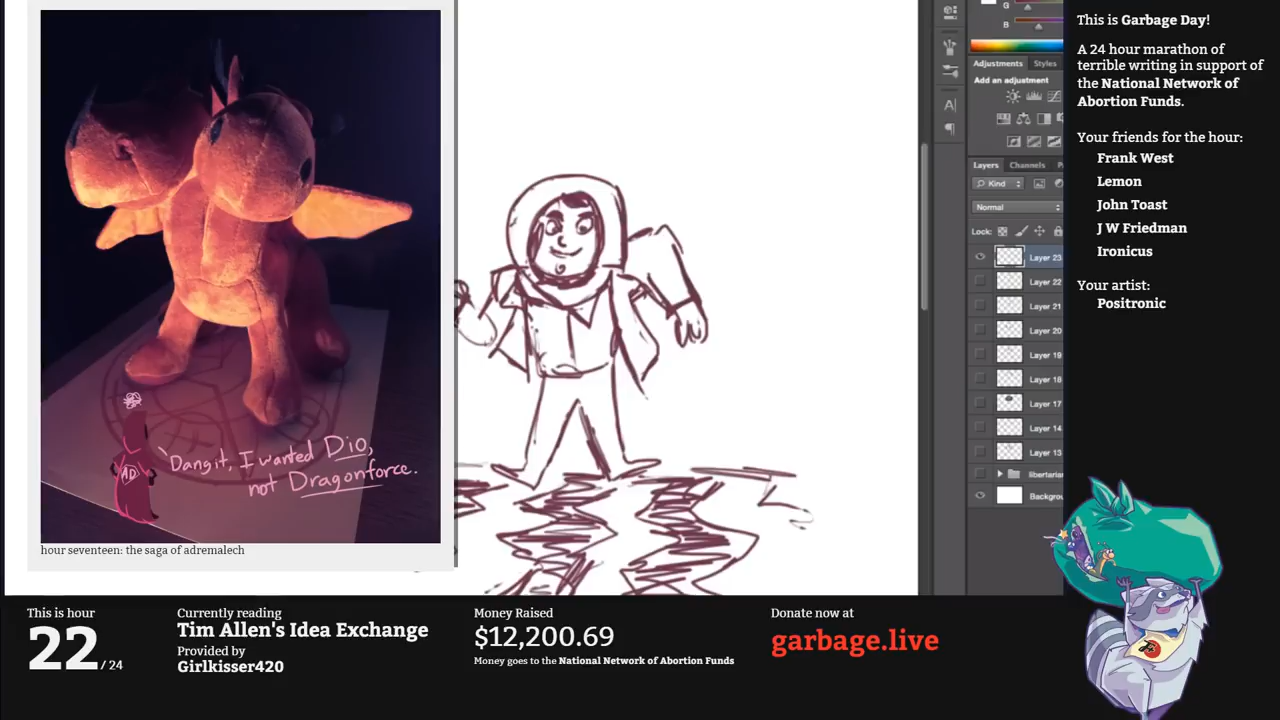 AD
"Dang it, I wanted Dio,
not Dragonforce.
hour seventeen: the saga of adremalech
G
B
Adjustments Styles
Add an adjustment
Layers Channels
Kind
Normal
Lock:
Layer 23
Layer 22
Layer 21
Layer 20
Layer 19
Layer 18
Layer 17
Layer 14
Layer 13
libertarian
This is Garbage Day!
A 24 hour marathon of
terrible writing in support of
the National Network of
Abortion Funds.
Your friends for the hour:
Frank West
Lemon
John Toast
J W Friedman
Ironicus
Your artist:
Positronic
This is hour
22 / 24
Currently reading
Tim Allen's Idea Exchange
Provided by
Girlkisser420
Money Raised
$12,200.69
Money goes to the National Network of Abortion Funds
Donate now at
garbage.live